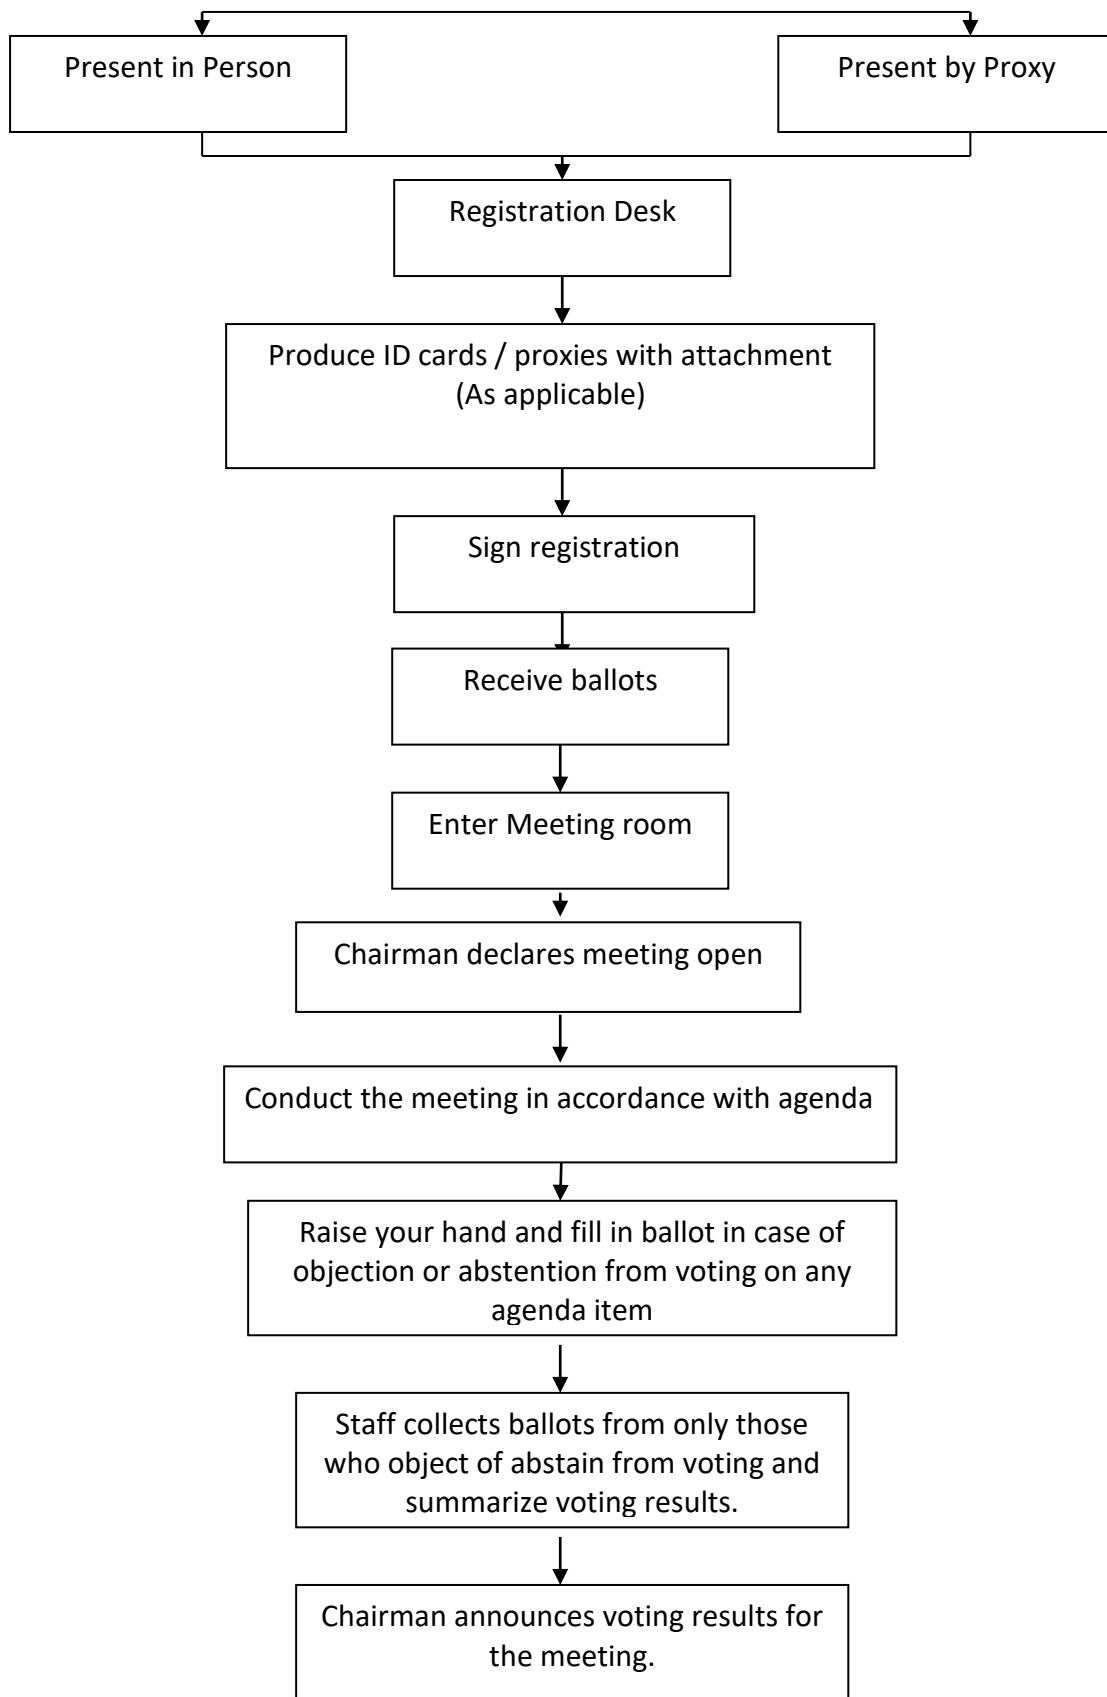 Present in Person
Present by Proxy
Registration Desk
Produce ID cards / proxies with attachment
(As applicable)
Sign registration
Receive ballots
Enter Meeting room
Chairman declares meeting open
Conduct the meeting in accordance with agenda
Raise your hand and fill in ballot in case of
objection or abstention from voting on any
agenda item
Staff collects ballots from only those
who object of abstain from voting and
summarize voting results.
Chairman announces voting results for
the meeting.